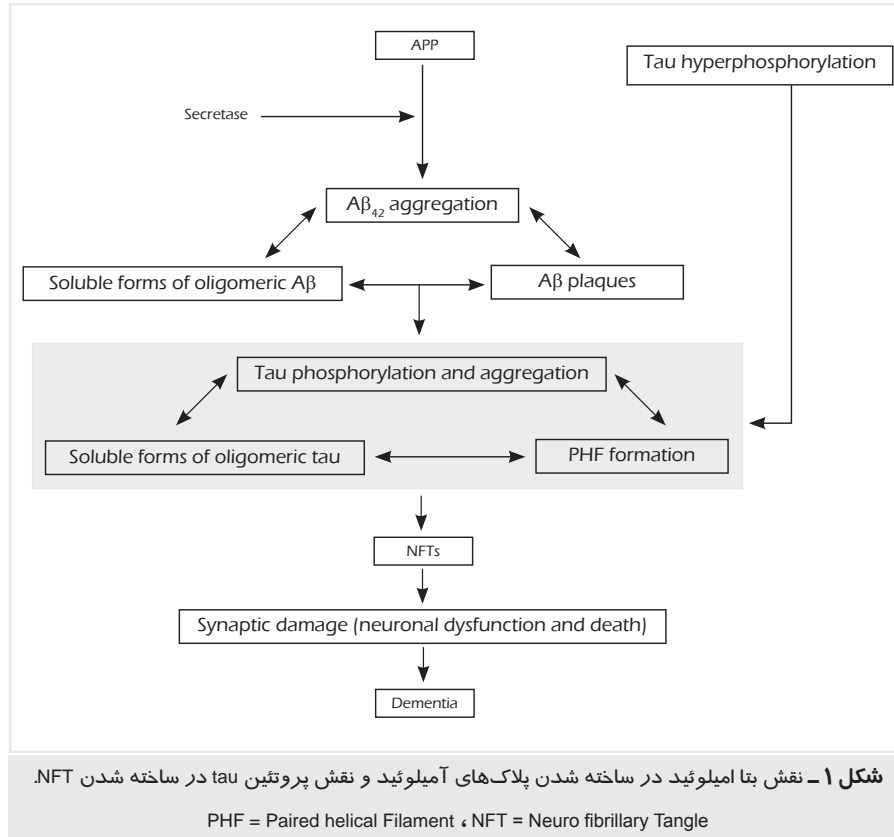 APP
Tau hyperphosphorylation
Secretase
Aβ42 aggregation
Soluble forms of oligomeric Aβ
Aβ plaques
Tau phosphorylation and aggregation
Soluble forms of oligomeric tau
PHF formation
NFTs
Synaptic damage (neuronal dysfunction and death)
Dementia
شکل ۱ ـ نقش بتا امیلوئید در ساخته شدن پلاک‌های آمیلوئید و نقش پروتئین tau در ساخته شدن NFT.
PHF = Paired helical Filament ، NFT = Neuro fibrillary Tangle